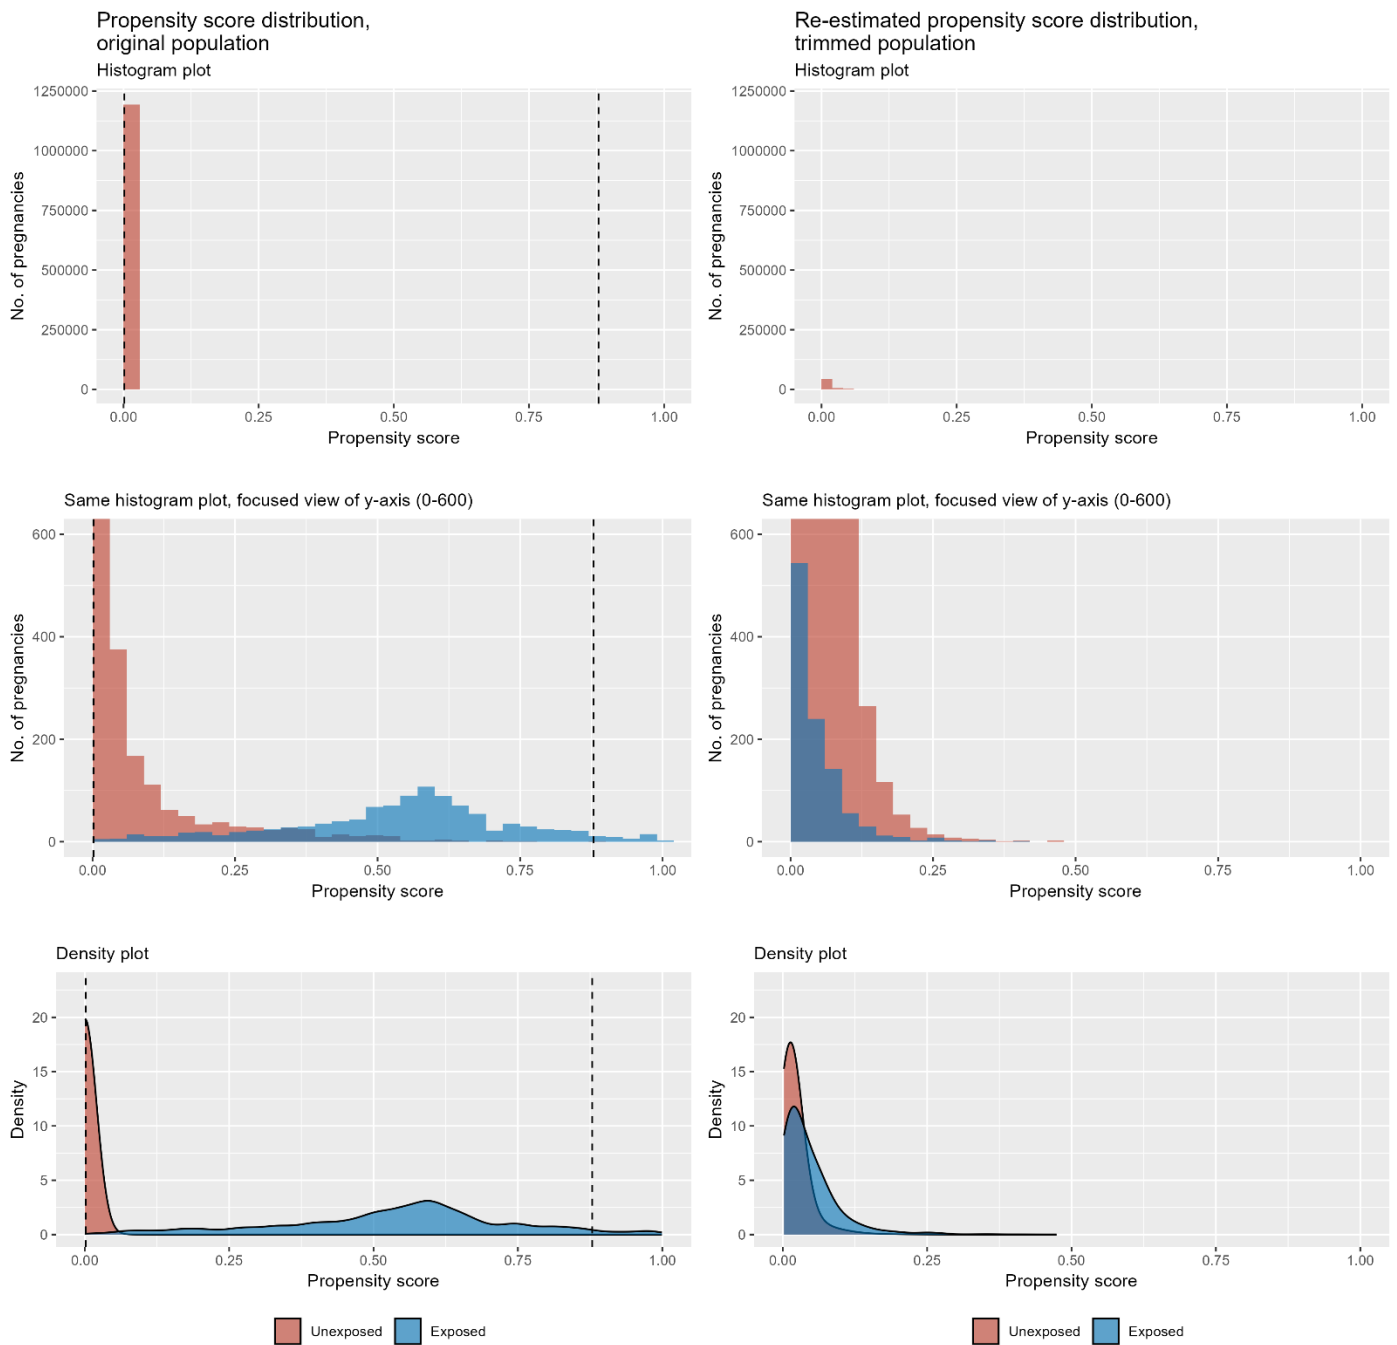 Propensity score distribution,
original population
Histogram plot
1250000
1000000
750000
500000
250000
0
No. of pregnancies
0.00 0.25 0.50 0.75 1.00
Propensity score
Re-estimated propensity score distribution,
trimmed population
Histogram plot
1250000
1000000
750000
500000
250000
0
No. of pregnancies
0.00 0.25 0.50 0.75 1.00
Propensity score
Same histogram plot, focused view of y-axis (0-600)
600
400
200
0
No. of pregnancies
0.00 0.25 0.50 0.75 1.00
Propensity score
Same histogram plot, focused view of y-axis (0-600)
600
400
200
0
No. of pregnancies
0.00 0.25 0.50 0.75 1.00
Propensity score
Density plot
20
15
10
5
0
Density
0.00 0.25 0.50 0.75 1.00
Propensity score
Unexposed Exposed
Density plot
20
15
10
5
0
Density
0.00 0.25 0.50 0.75 1.00
Propensity score
Unexposed Exposed